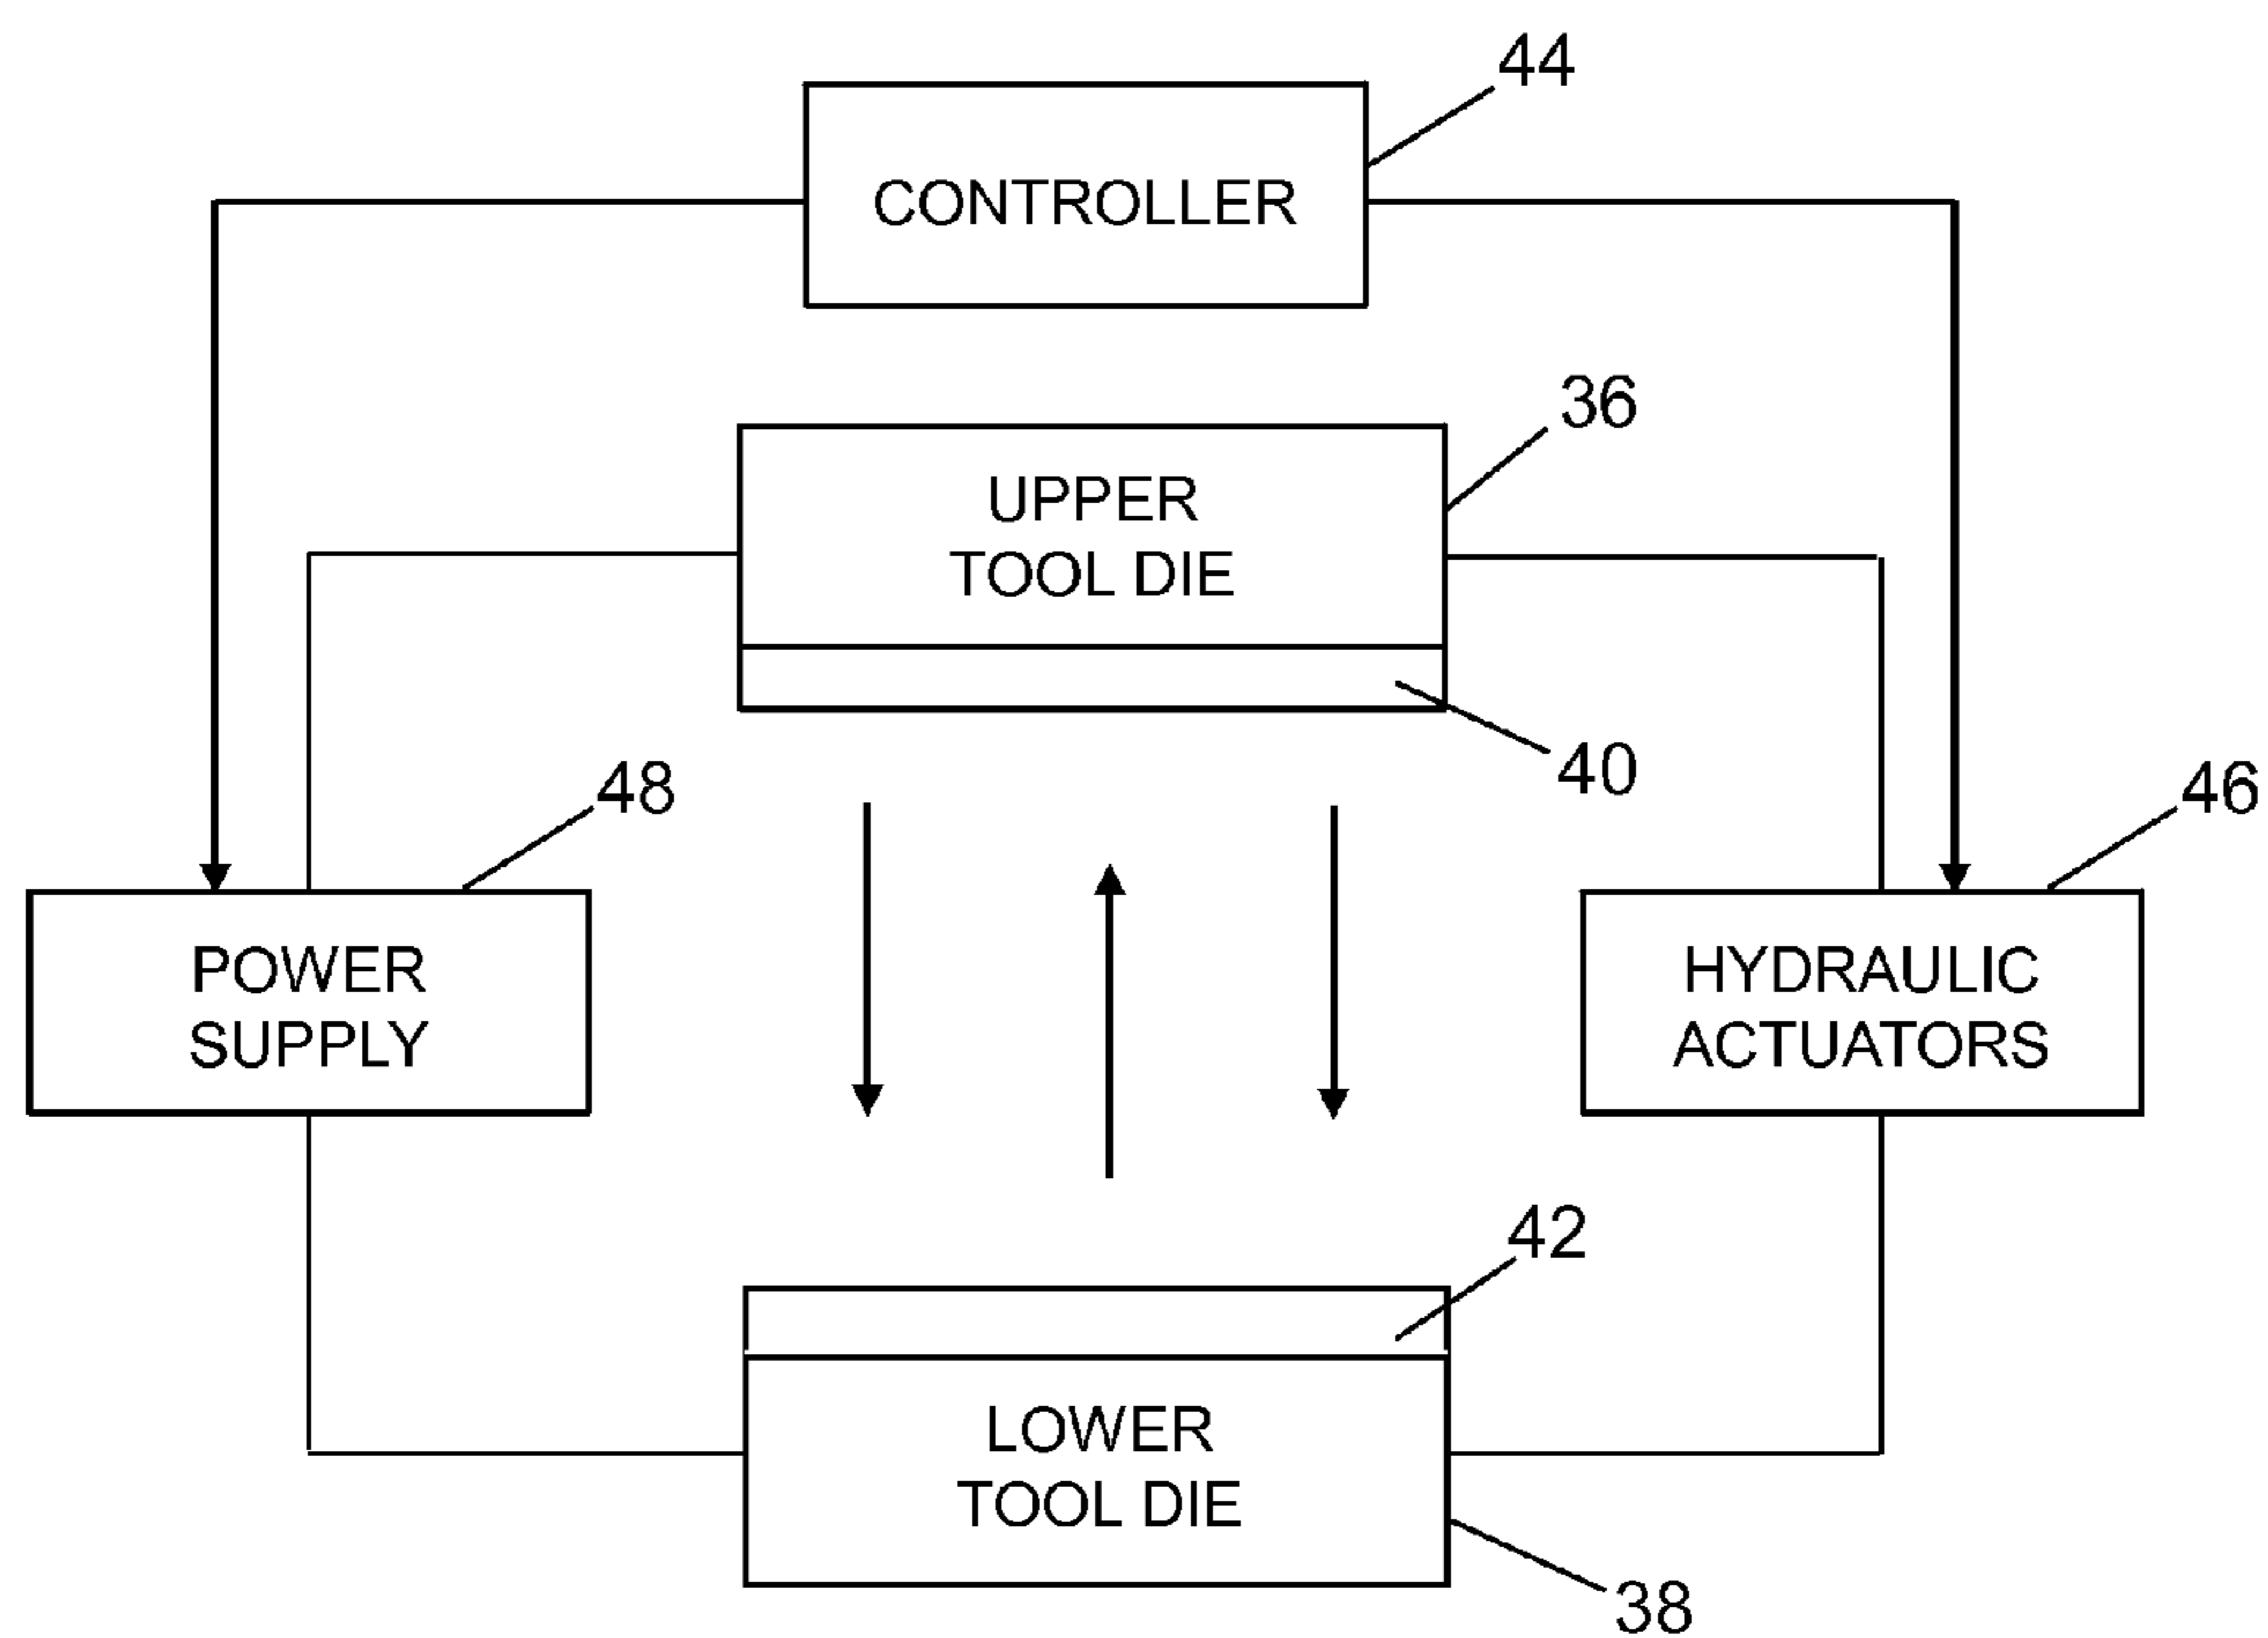 44
CONTROLLER
36
UPPER
TOOL DIE
40
48
46
POWER
SUPPLY
HYDRAULIC
ACTUATORS
42
LOWER
TOOL DIE
38